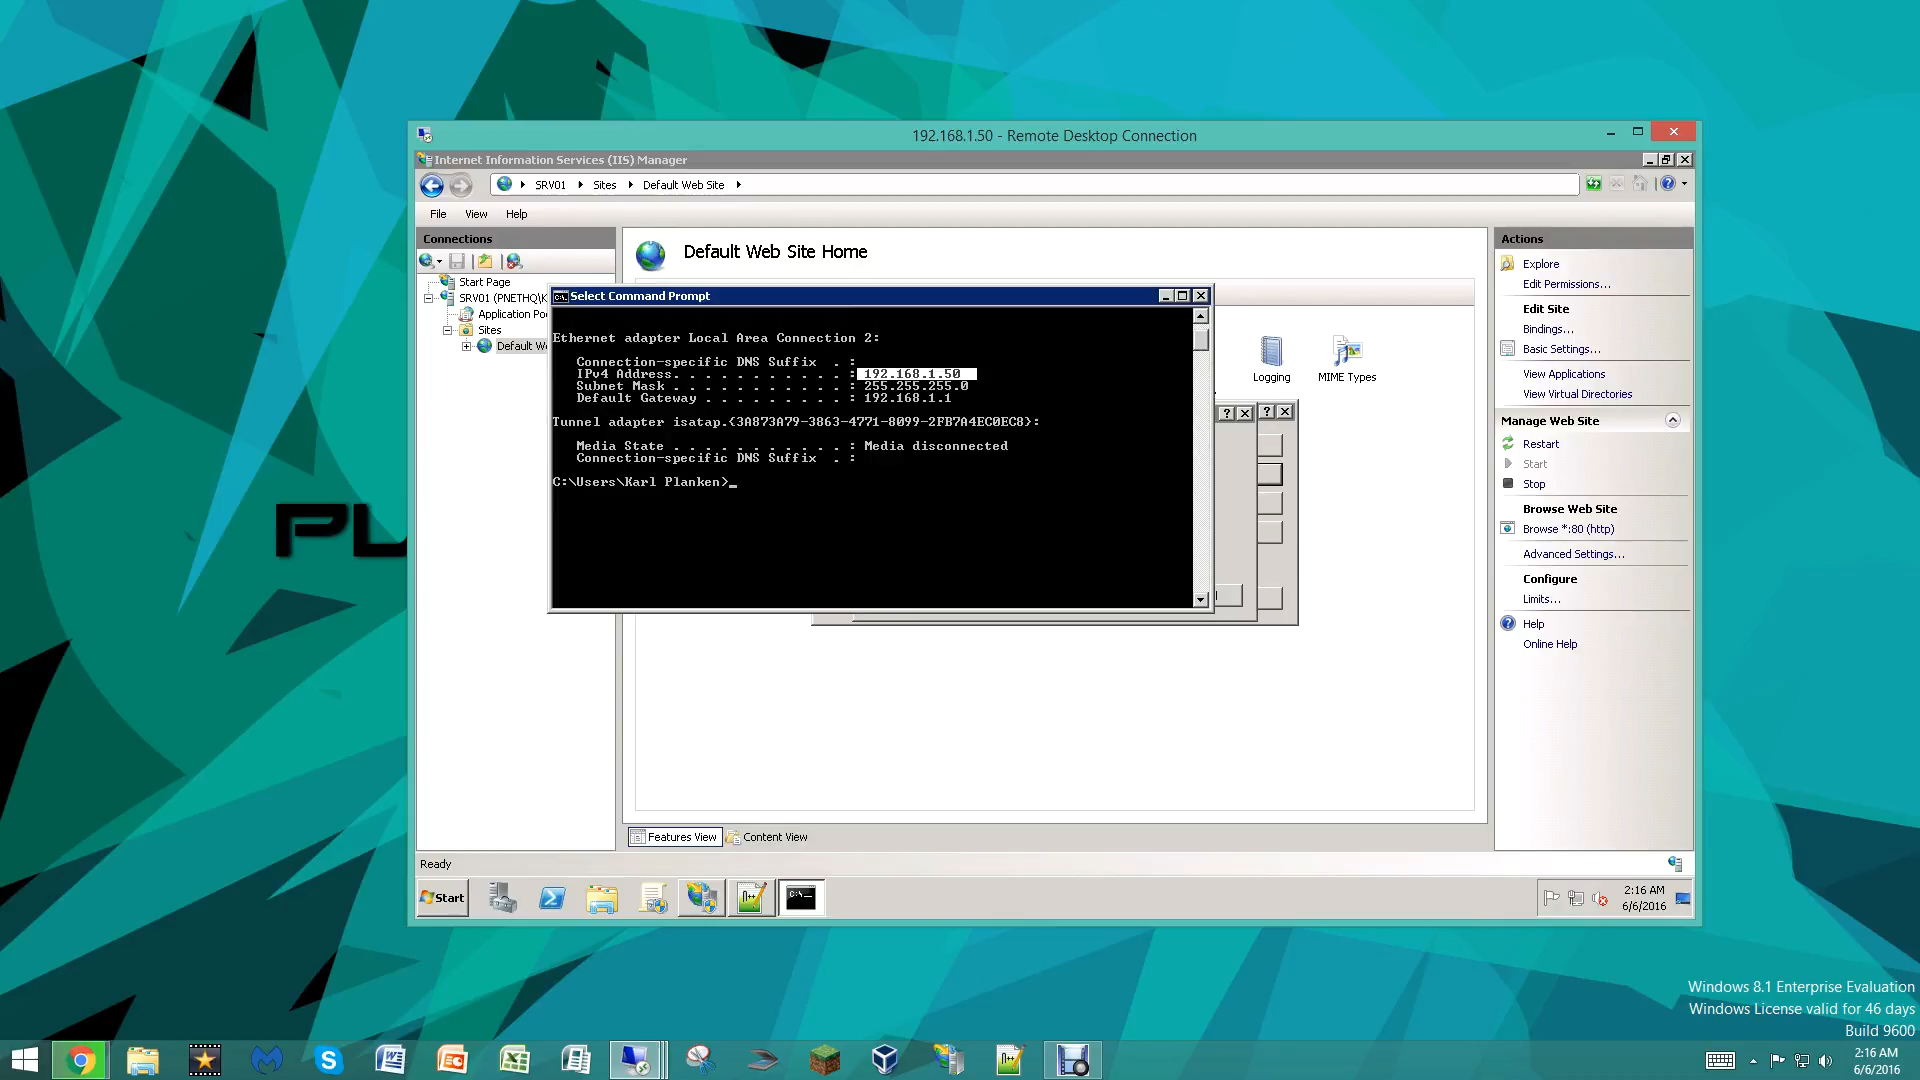 192.168.1.50 - Remote Desktop Connection
Internet Information Services (IIS) Manager
SRV01 Sites Default Web Site
File View Help
Connections
Start Page
SRV01 (PNETHQ\K
Application Po
Sites
Default We
Default Web Site Home
Select Command Prompt
Ethernet adapter Local Area Connection 2:
Connection-specific DNS Suffix . :
IPv4 Address. . . . . . . . . . . : 192.168.1.50
Subnet Mask . . . . . . . . . . . : 255.255.255.0
Default Gateway . . . . . . . . . : 192.168.1.1
Tunnel adapter isatap.{3A873A79-3863-4771-8099-2FB7A4EC0EC8}:
Media State . . . . . . . . . . . : Media disconnected
Connection-specific DNS Suffix . :
C:\Users\Karl Planken>_
Logging
MIME Types
Actions
Explore
Edit Permissions...
Edit Site
Bindings...
Basic Settings...
View Applications
View Virtual Directories
Manage Web Site
Restart
Start
Stop
Browse Web Site
Browse *:80 (http)
Advanced Settings...
Configure
Limits...
Help
Online Help
Features View
Content View
Ready
Start
2:16 AM
6/6/2016
PL
Windows 8.1 Enterprise Evaluation
Windows License valid for 46 days
Build 9600
2:16 AM
6/6/2016